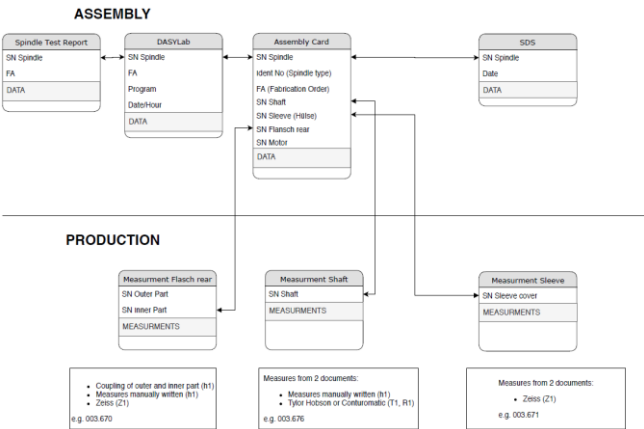 ASSEMBLY
Spindle Test Report
SN Spindle
FA
DATA
DASYLab
SN Spindle
FA
Program
Date/Hour
DATA
Assembly Card
SN Spindle
Ident No (Spindle type)
FA (Fabrication Order)
SN Shaft
SN Sleeve (Hülse)
SN Flansch rear
SN Motor
DATA
SDS
SN Spindle
Date
DATA
PRODUCTION
Measurment Flasch rear
SN Outer Part
SN Inner Part
MEASURMENTS
Measurment Shaft
SN Shaft
MEASURMENTS
Measurment Sleeve
SN Sleeve cover
MEASURMENTS
• Coupling of outer and inner part (h1)
• Measures manually written (h1)
• Zeiss (Z1)
e.g. 003.670
Measures from 2 documents:
• Measures manually written (h1)
• Tylor Hobson or Conturomatic (T1, R1)
e.g. 003.676
Measures from 2 documents:
• Zeiss (Z1)
e.g. 003.671